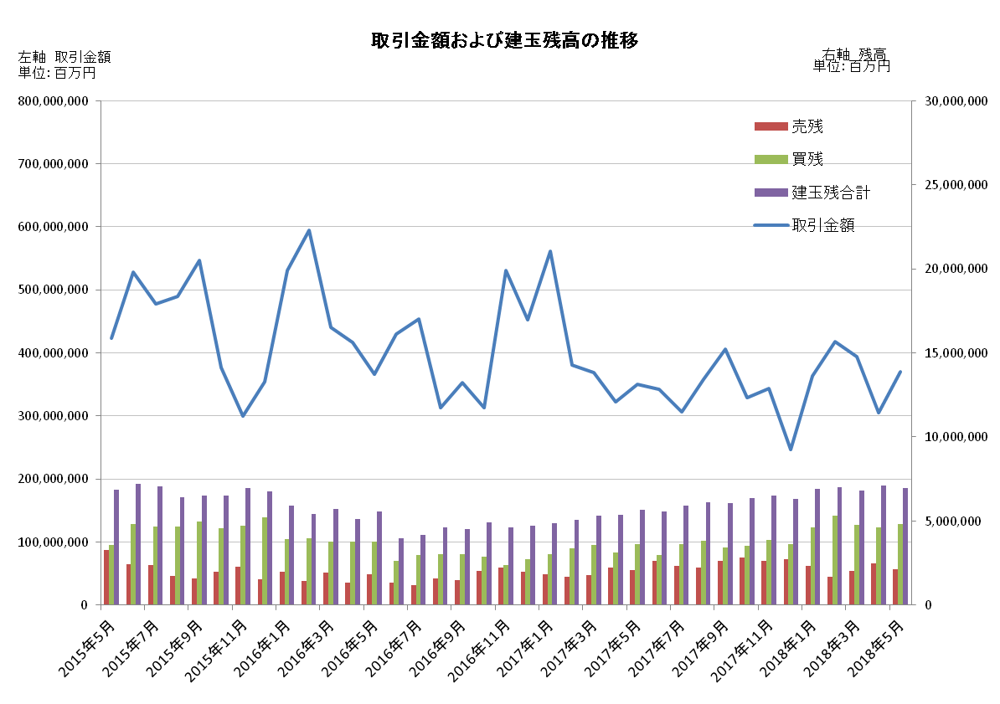 取引金額および建玉残高の推移
左軸 取引金額
単位: 百万円
右軸 残高
単位: 百万円
800,000,000
700,000,000
600,000,000
500,000,000
400,000,000
300,000,000
200,000,000
100,000,000
0
30,000,000
25,000,000
20,000,000
15,000,000
10,000,000
5,000,000
0
売残
買残
建玉残合計
取引金額
2015年5月
2015年7月
2015年9月
2015年11月
2016年1月
2016年3月
2016年5月
2016年7月
2016年9月
2016年11月
2017年1月
2017年3月
2017年5月
2017年7月
2017年9月
2017年11月
2018年1月
2018年3月
2018年5月